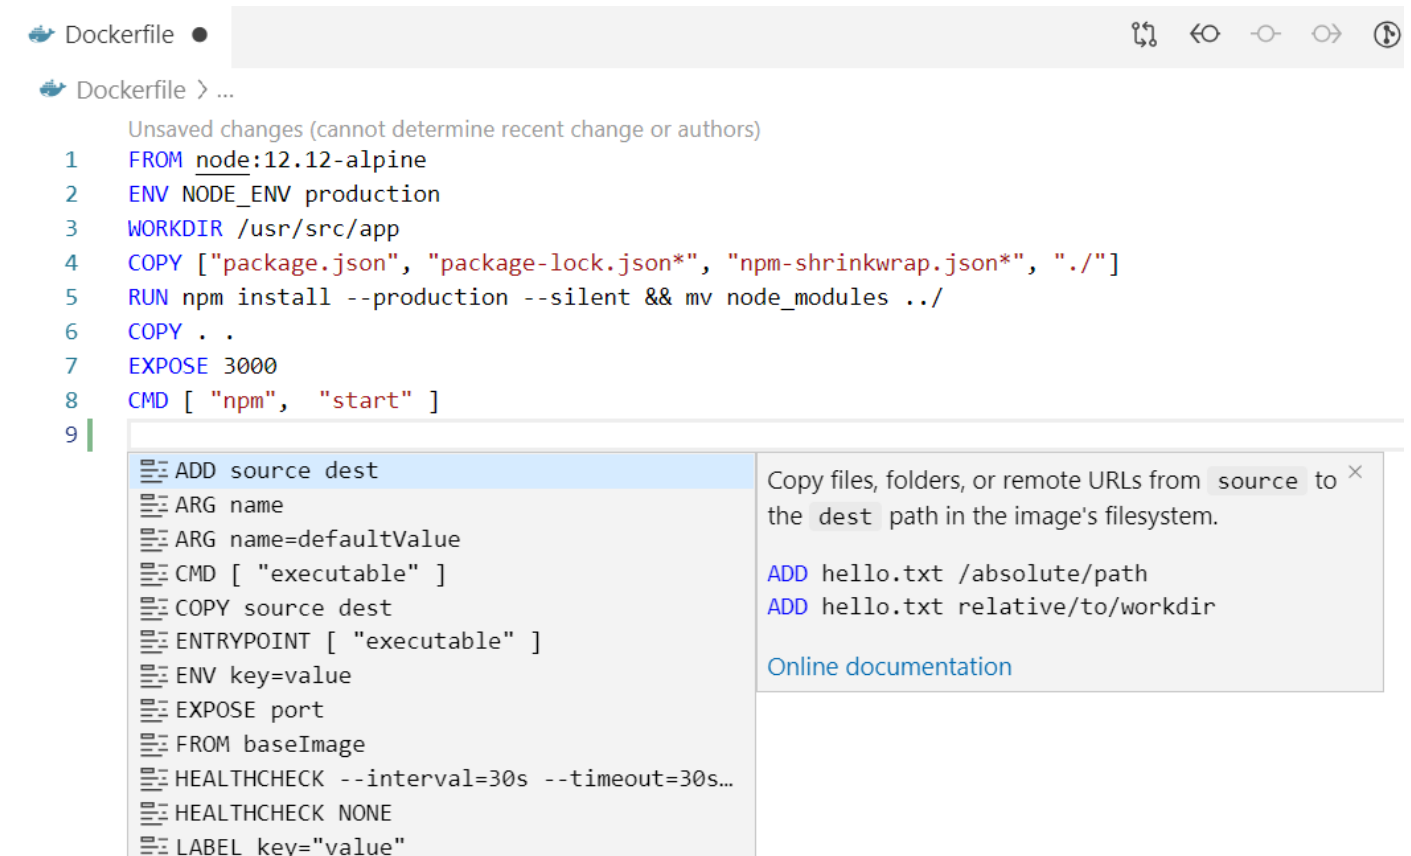 Dockerfile ●
Dockerfile > ...
Unsaved changes (cannot determine recent change or authors)
1 FROM node:12.12-alpine
2 ENV NODE_ENV production
3 WORKDIR /usr/src/app
4 COPY ["package.json", "package-lock.json*", "npm-shrinkwrap.json*", "./"]
5 RUN npm install --production --silent && mv node_modules ../
6 COPY . .
7 EXPOSE 3000
8 CMD [ "npm",  "start" ]
9
ADD source dest
ARG name
ARG name=defaultValue
CMD [ "executable" ]
COPY source dest
ENTRYPOINT [ "executable" ]
ENV key=value
EXPOSE port
FROM baseImage
HEALTHCHECK --interval=30s --timeout=30s…
HEALTHCHECK NONE
LABEL key="value"
Copy files, folders, or remote URLs from source to
the dest path in the image's filesystem.
ADD hello.txt /absolute/path
ADD hello.txt relative/to/workdir
Online documentation